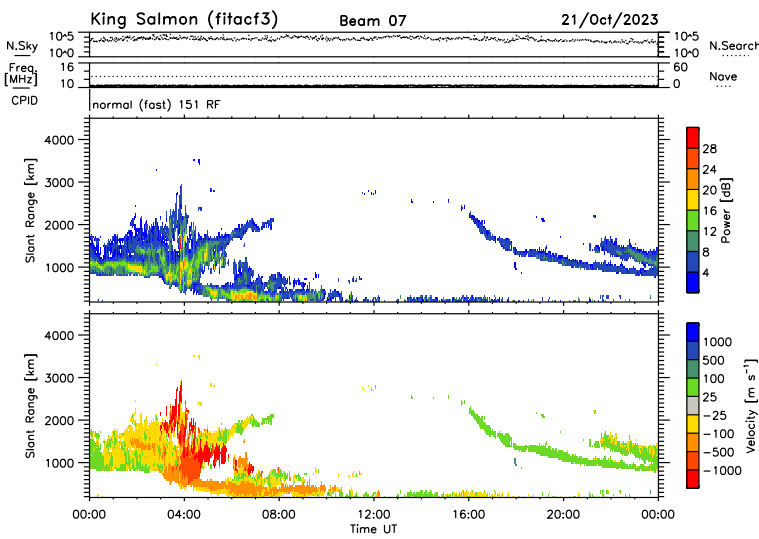 King Salmon (fitacf3) Beam 07 21/Oct/2023
N.Sky 10^5 10^0 10^5 10^0 N.Search
Freq [MHz] 16 10 60 0 Nave
CPID normal (fast) 151 RF
Slant Range [km] 4000 3000 2000 1000
Power [dB] 28 24 20 16 12 8 4
Slant Range [km] 4000 3000 2000 1000
Velocity [m s⁻¹] 1000 500 100 25 −25 −100 −500 −1000
00:00 04:00 08:00 12:00 16:00 20:00 00:00
Time UT